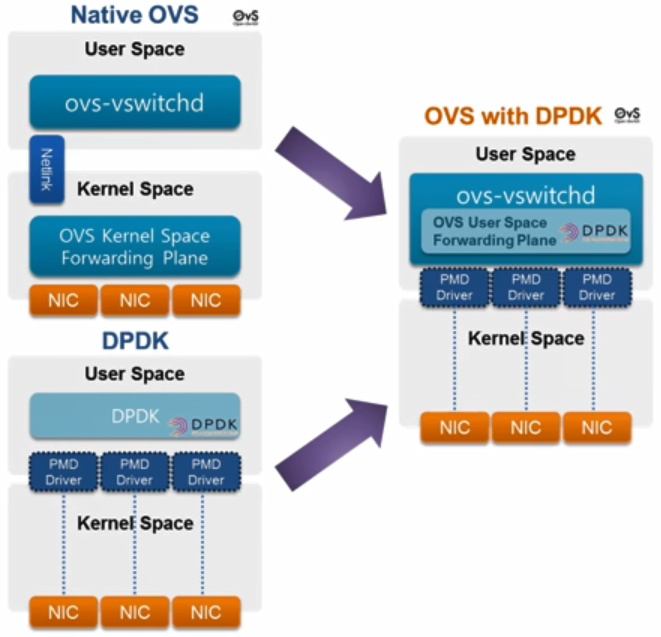 Native OVS
OvS
User Space
ovs-vswitchd
Netlink
Kernel Space
OVS Kernel Space
Forwarding Plane
NIC NIC NIC
DPDK
User Space
DPDK DPDK
PMD Driver PMD Driver PMD Driver
Kernel Space
NIC NIC NIC
OVS with DPDK
OvS
User Space
ovs-vswitchd
OVS User Space
Forwarding Plane
DPDK
PMD Driver PMD Driver PMD Driver
Kernel Space
NIC NIC NIC